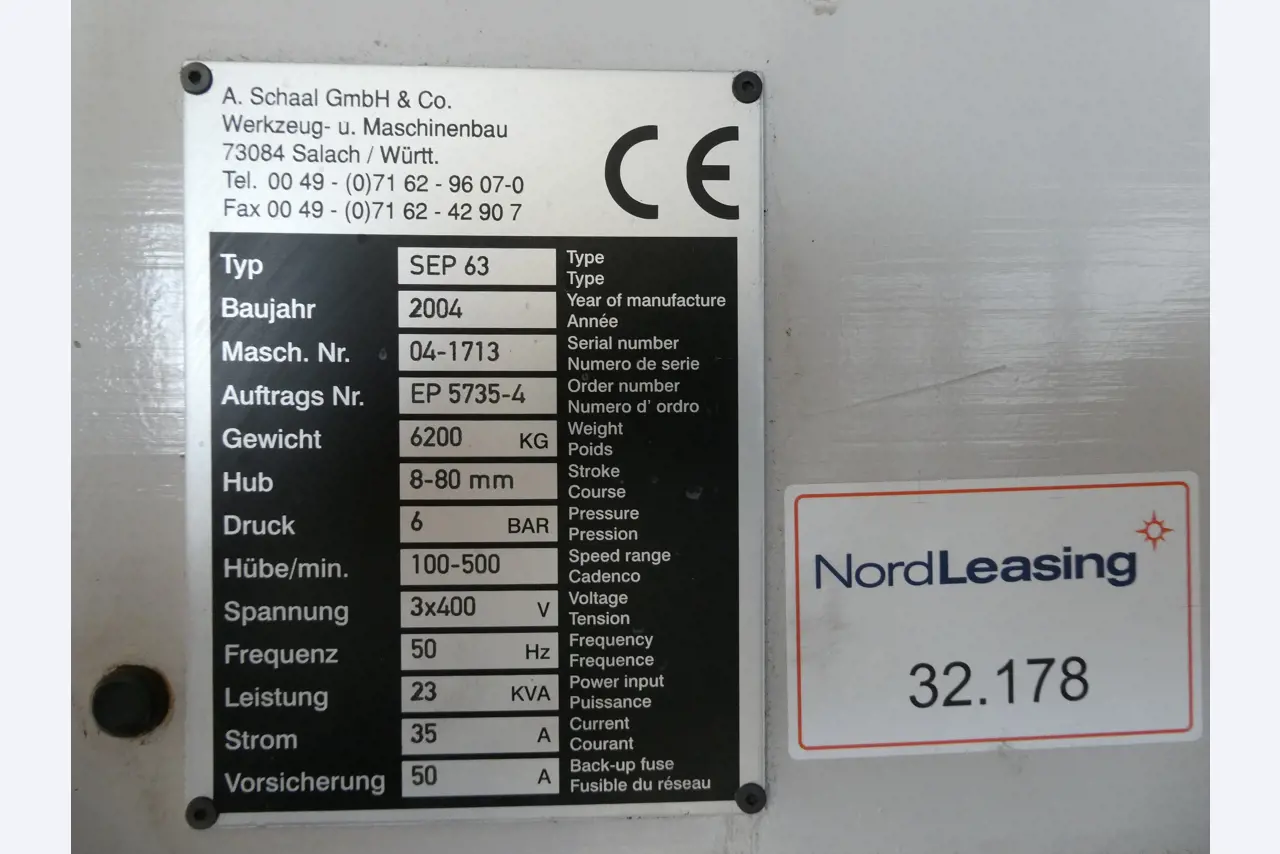 A. Schaal GmbH & Co.
Werkzeug- u. Maschinenbau
73084 Salach / Württ.
Tel. 00 49 - (0)71 62 - 96 07-0
Fax 00 49 - (0)71 62 - 42 90 7
CE
Typ SEP 63 Type
Type
Baujahr 2004 Year of manufacture
Année
Masch. Nr. 04-1713 Serial number
Numero de serie
Auftrags Nr. EP 5735-4 Order number
Numero d' ordro
Gewicht 6200 KG Weight
Poids
Hub 8-80 mm Stroke
Course
Druck 6 BAR Pressure
Pression
Hübe/min. 100-500 Speed range
Cadenco
Spannung 3x400 V Voltage
Tension
Frequenz 50 Hz Frequency
Frequence
Leistung 23 KVA Power input
Puissance
Strom 35 A Current
Courant
Vorsicherung 50 A Back-up fuse
Fusible du réseau
NordLeasing
32.178